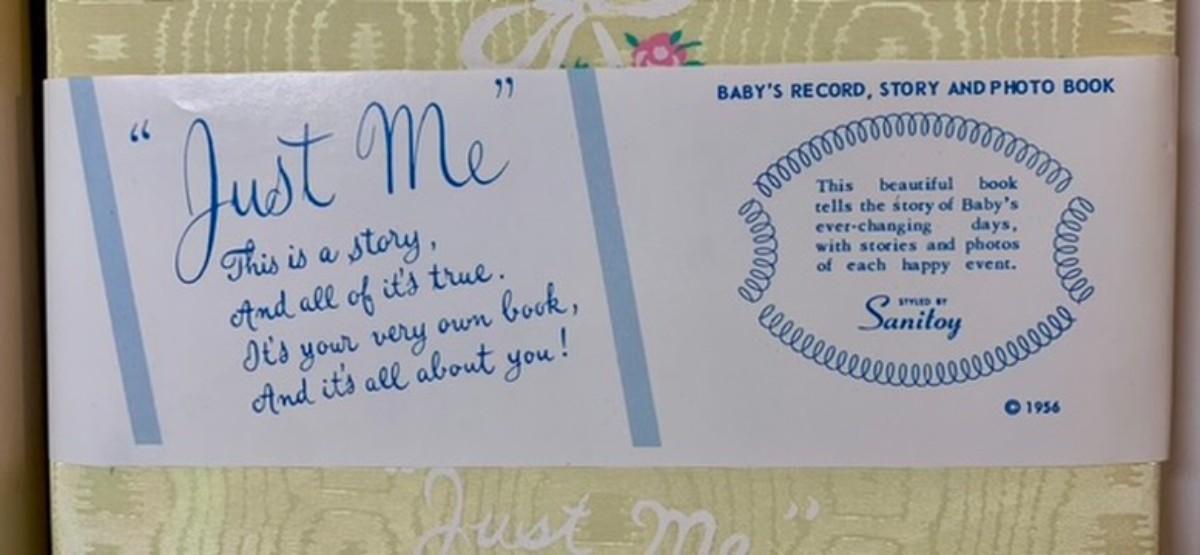 "Just Me"
This is a story,
And all of it's true.
It's your very own book,
And it's all about you!
BABY'S RECORD, STORY AND PHOTO BOOK
This beautiful book
tells the story of Baby's
ever-changing days,
with stories and photos
of each happy event.
STYLED BY
Sanitoy
© 1956
"Just Me"